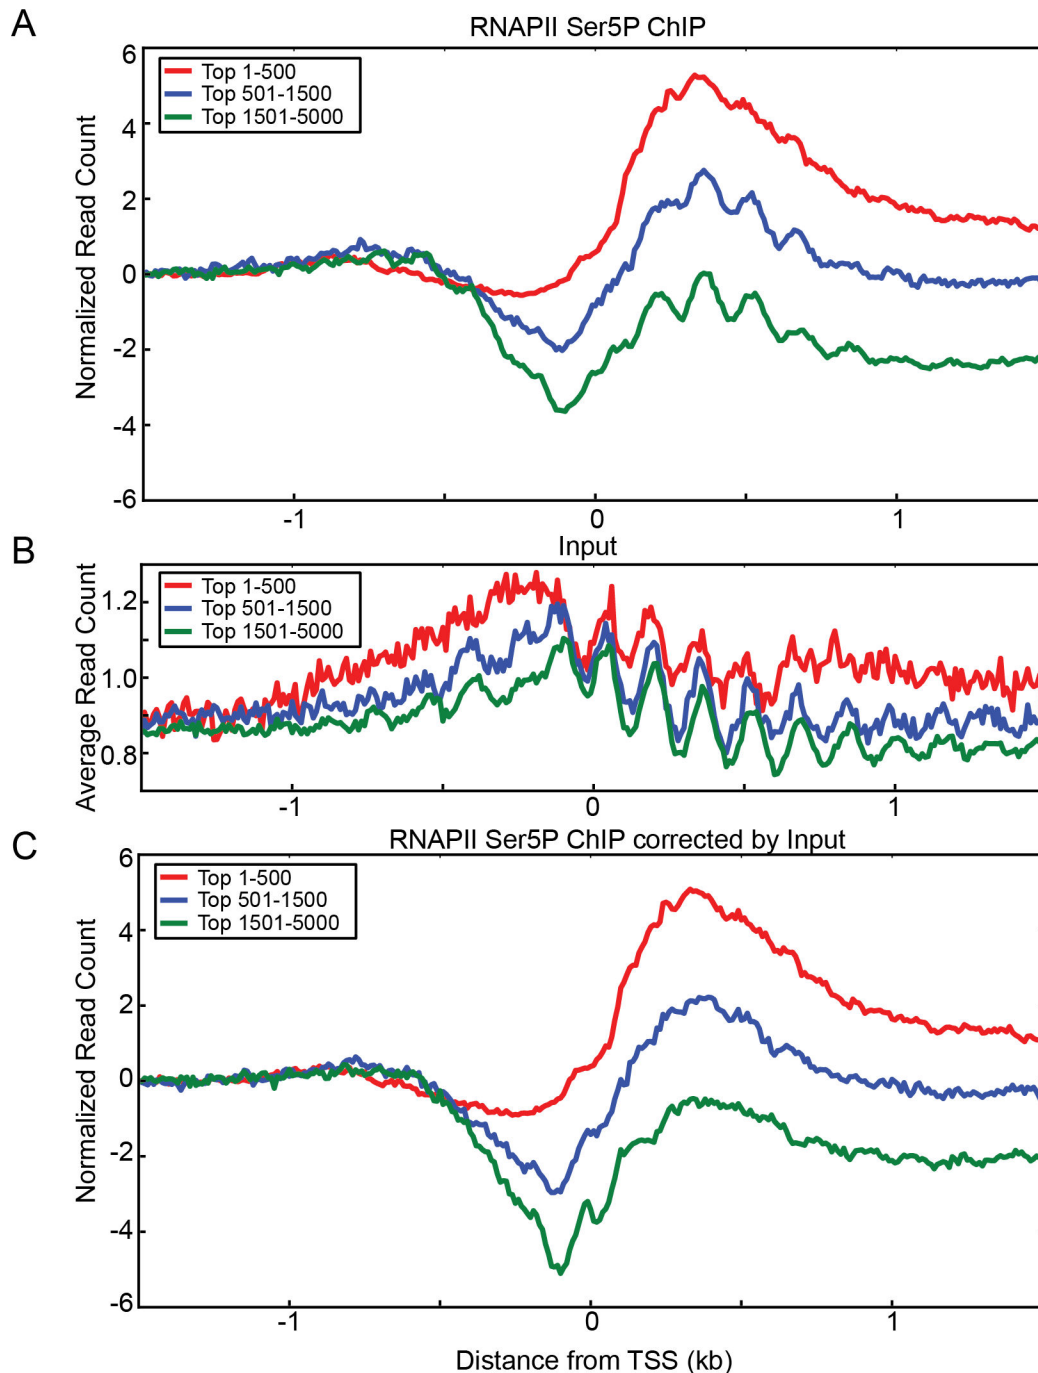 A
RNAPII Ser5P ChIP
Normalized Read Count
6
4
2
0
-2
-4
-6
Top 1-500
Top 501-1500
Top 1501-5000
-1
0
1
B
Input
Average Read Count
1.2
1.0
0.8
Top 1-500
Top 501-1500
Top 1501-5000
-1
0
1
C
RNAPII Ser5P ChIP corrected by Input
Normalized Read Count
6
4
2
0
-2
-4
-6
Top 1-500
Top 501-1500
Top 1501-5000
-1
0
1
Distance from TSS (kb)